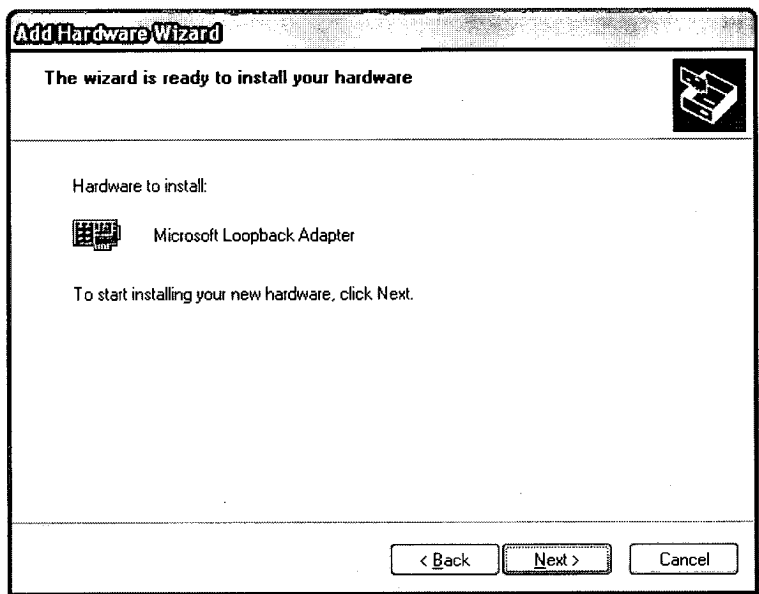 Add Hardware Wizard
The wizard is ready to install your hardware
Hardware to install:
Microsoft Loopback Adapter
To start installing your new hardware, click Next.
< Back Next > Cancel